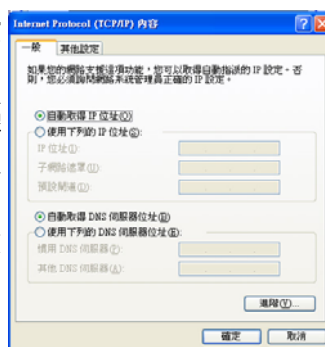 Internet Protocol (TCP/IP) 內容
一般
其他設定
如果您的網路支援這項功能，您可以取得自動指派的 IP 設定。否
則，您必須詢問網路系統管理員正確的 IP 設定。
自動取得 IP 位址(O)
使用下列的 IP 位址(S):
IP 位址(I):
子網路遮罩(U):
預設閘道(D):
自動取得 DNS 伺服器位址(B)
使用下列的 DNS 伺服器位址(E):
慣用 DNS 伺服器(P):
其他 DNS 伺服器(A):
進階(V)...
確定
取消